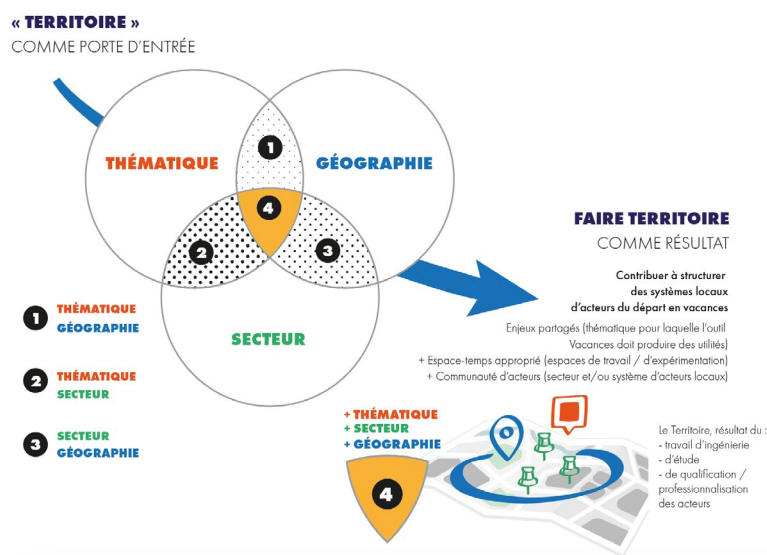 « TERRITOIRE »
COMME PORTE D'ENTRÉE
THÉMATIQUE
1
GÉOGRAPHIE
4
2
3
SECTEUR
FAIRE TERRITOIRE
COMME RÉSULTAT
Contribuer à structurer
des systèmes locaux
d'acteurs du départ en vacances
Enjeux partagés (thématique pour laquelle l'outil
Vacances doit produire des utilités)
+ Espace-temps approprié (espaces de travail / d'expérimentation)
+ Communauté d'acteurs (secteur et/ou système d'acteurs locaux)
1 THÉMATIQUE
GÉOGRAPHIE
2 THÉMATIQUE
SECTEUR
3 SECTEUR
GÉOGRAPHIE
+ THÉMATIQUE
+ SECTEUR
+ GÉOGRAPHIE
4
Le Territoire, résultat du :
- travail d'ingénierie
- d'étude
- de qualification /
professionnalisation
des acteurs